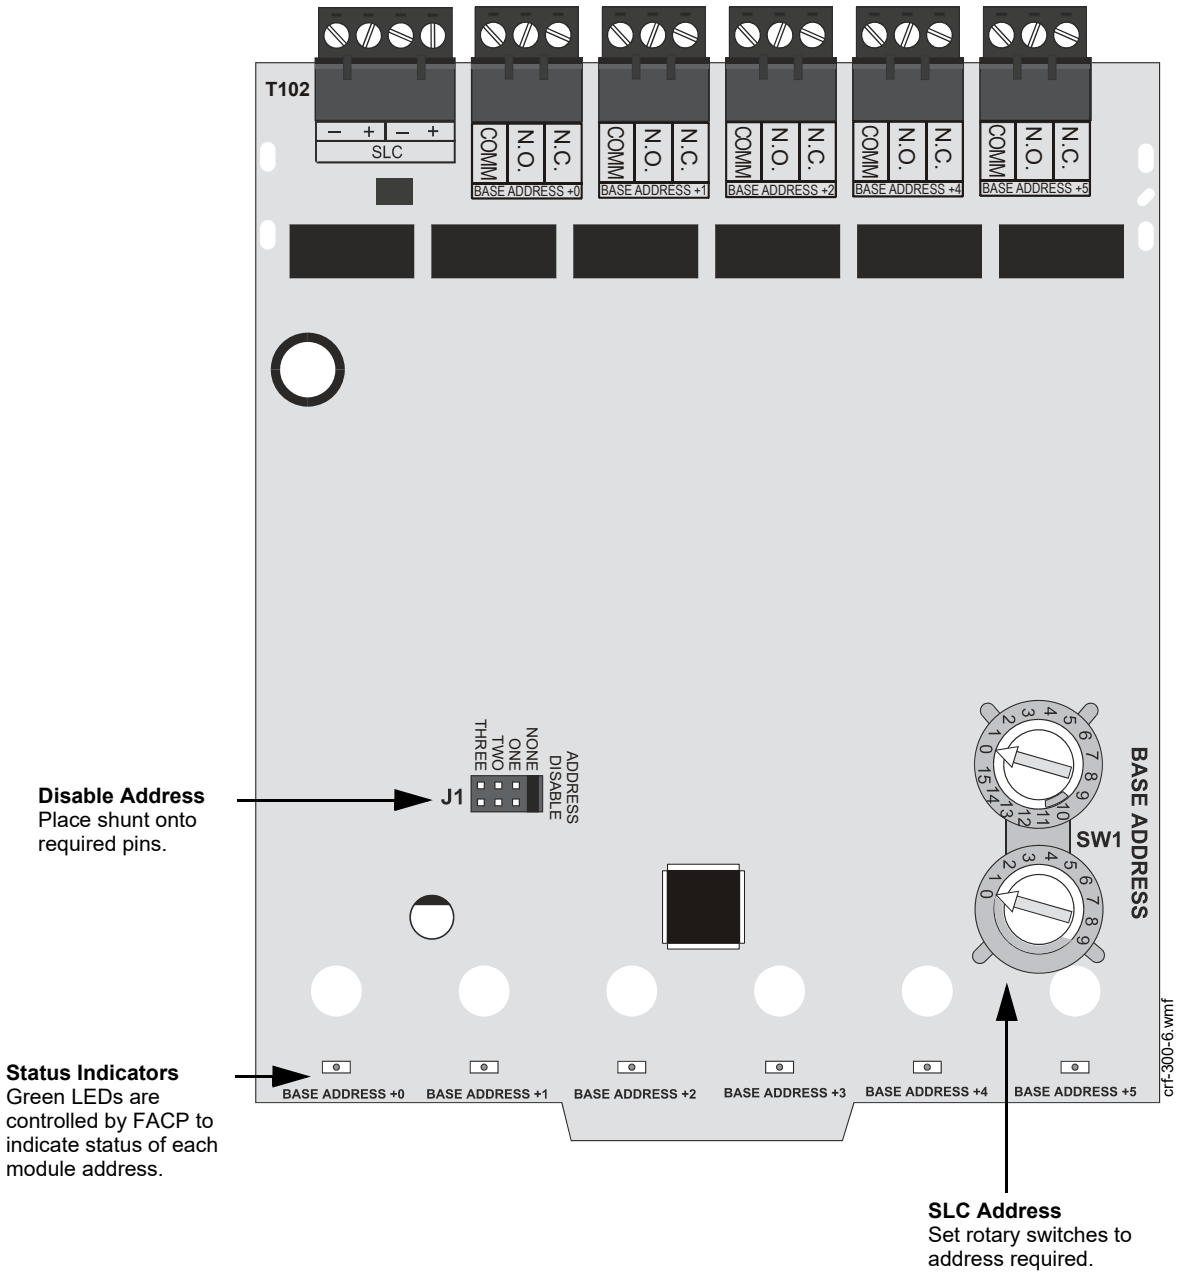 T102
– + – +
SLC
COMM N.O. N.C.
BASE ADDRESS +0
COMM N.O. N.C.
BASE ADDRESS +1
COMM N.O. N.C.
BASE ADDRESS +2
COMM N.O. N.C.
BASE ADDRESS +4
COMM N.O. N.C.
BASE ADDRESS +5
THREE
TWO
ONE
NONE
ADDRESS
DISABLE
J1
Disable Address
Place shunt onto
required pins.
0 1 2 3 4 5 6 7 8 9 10 11 12 13 14 15
SW1
BASE ADDRESS
0 1 2 3 4 5 6 7 8 9
Status Indicators
Green LEDs are
controlled by FACP to
indicate status of each
module address.
BASE ADDRESS +0
BASE ADDRESS +1
BASE ADDRESS +2
BASE ADDRESS +3
BASE ADDRESS +4
BASE ADDRESS +5
crf-300-6.wmf
SLC Address
Set rotary switches to
address required.